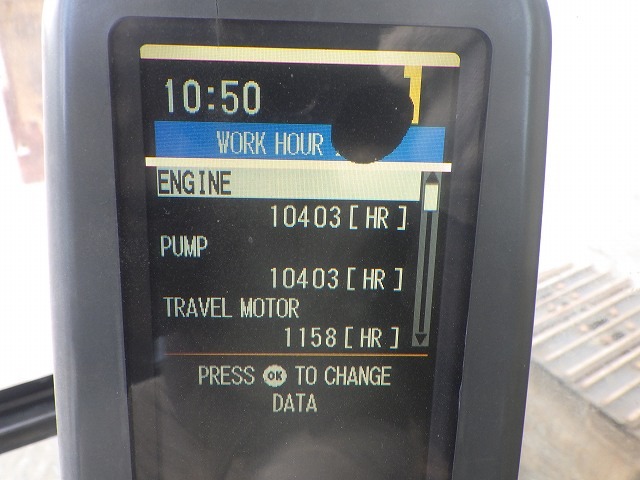 10:50
WORK HOUR
ENGINE
10403[ HR ]
PUMP
10403[ HR ]
TRAVEL MOTOR
1158[ HR ]
PRESS OK TO CHANGE
DATA